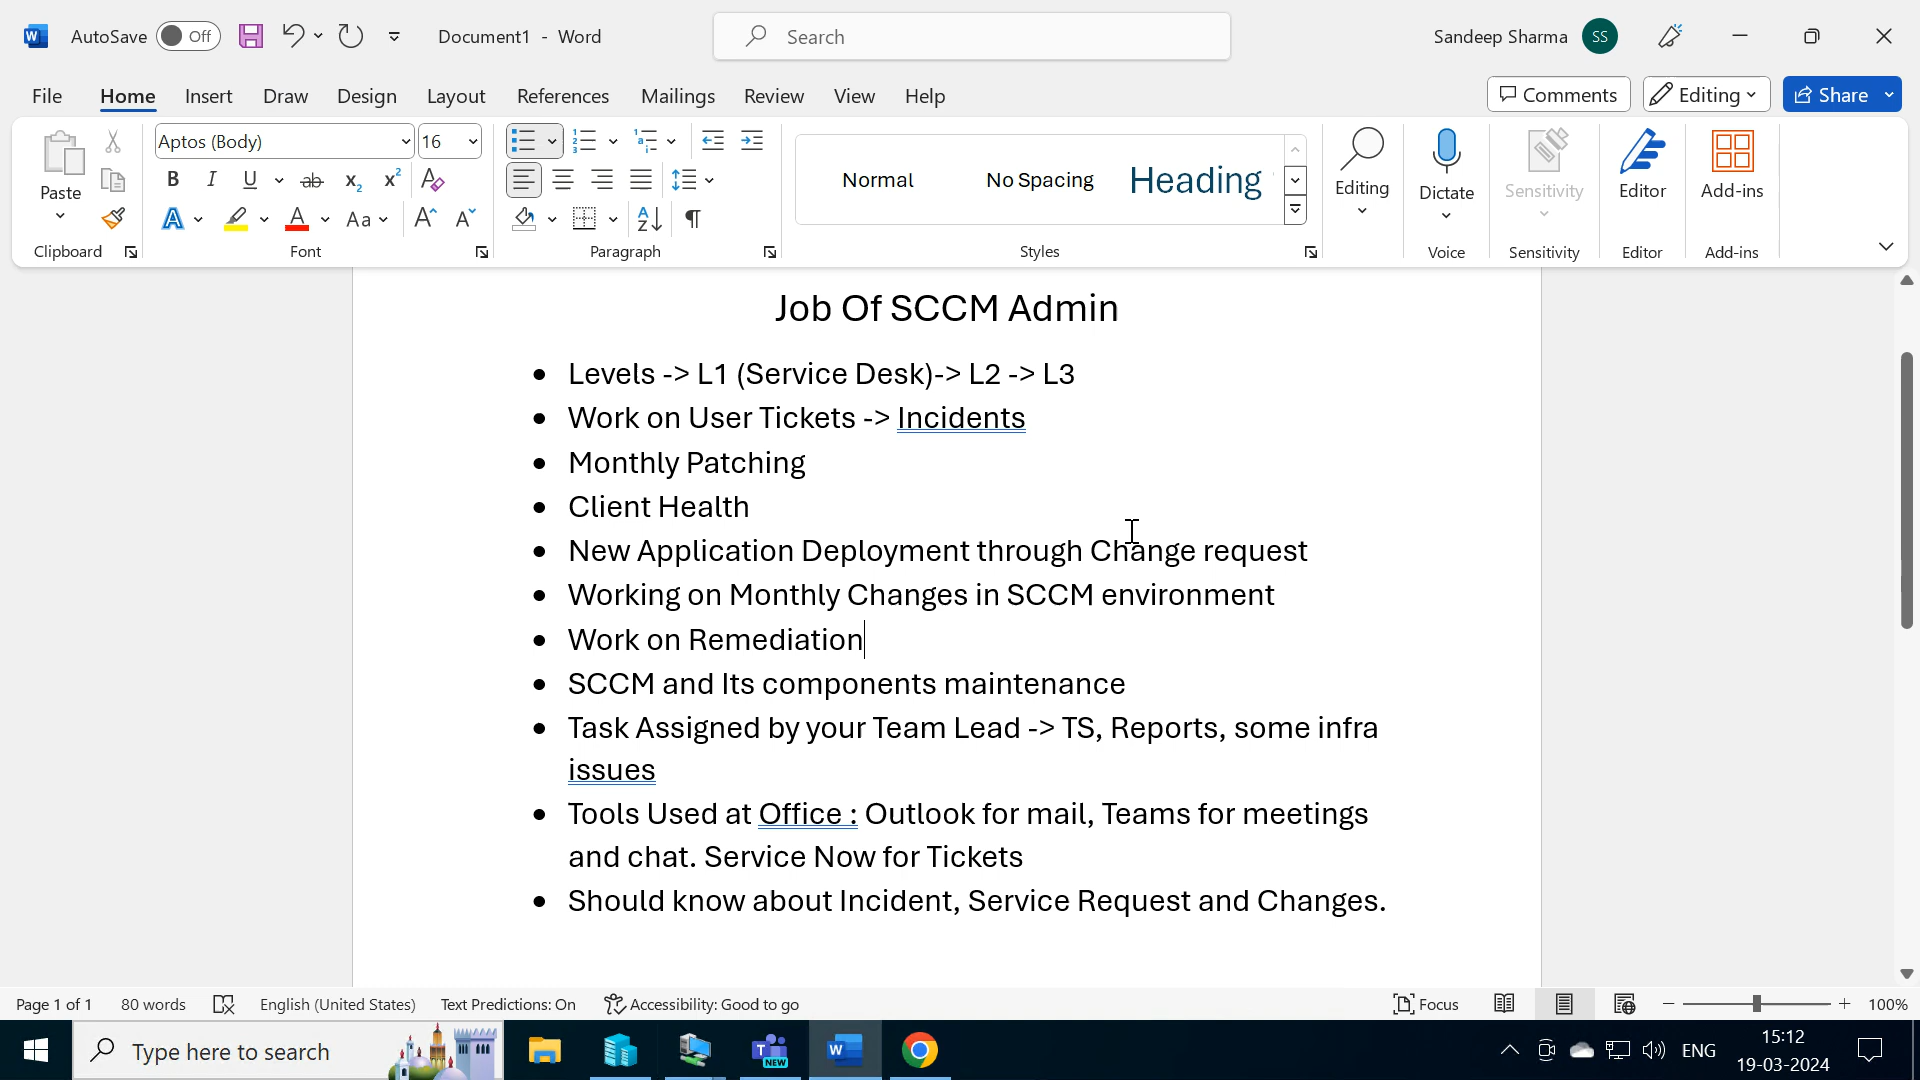 AutoSave Off Document1 - Word Search Sandeep Sharma SS
File Home Insert Draw Design Layout References Mailings Review View Help Comments Editing Share
Paste Aptos (Body) 16 Normal No Spacing Heading Editing Dictate Sensitivity Editor Add-ins
Clipboard Font Paragraph Styles Voice Sensitivity Editor Add-ins
Job Of SCCM Admin
• Levels -> L1 (Service Desk)-> L2 -> L3
• Work on User Tickets -> Incidents
• Monthly Patching
• Client Health
• New Application Deployment through Change request
• Working on Monthly Changes in SCCM environment
• Work on Remediation
• SCCM and Its components maintenance
• Task Assigned by your Team Lead -> TS, Reports, some infra
issues
• Tools Used at Office : Outlook for mail, Teams for meetings
and chat. Service Now for Tickets
• Should know about Incident, Service Request and Changes.
Page 1 of 1 80 words English (United States) Text Predictions: On Accessibility: Good to go Focus 100%
Type here to search NEW ENG 15:12
19-03-2024